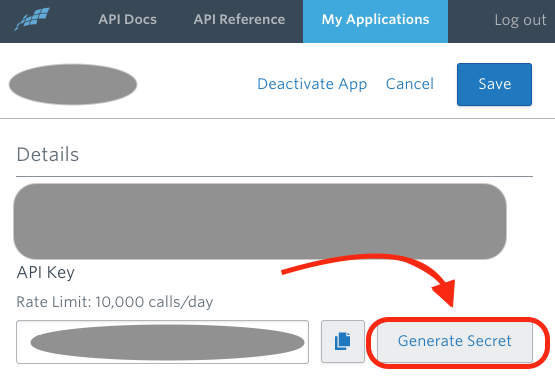 API Docs API Reference My Applications Log out
Deactivate App Cancel Save
Details
API Key
Rate Limit: 10,000 calls/day
Generate Secret